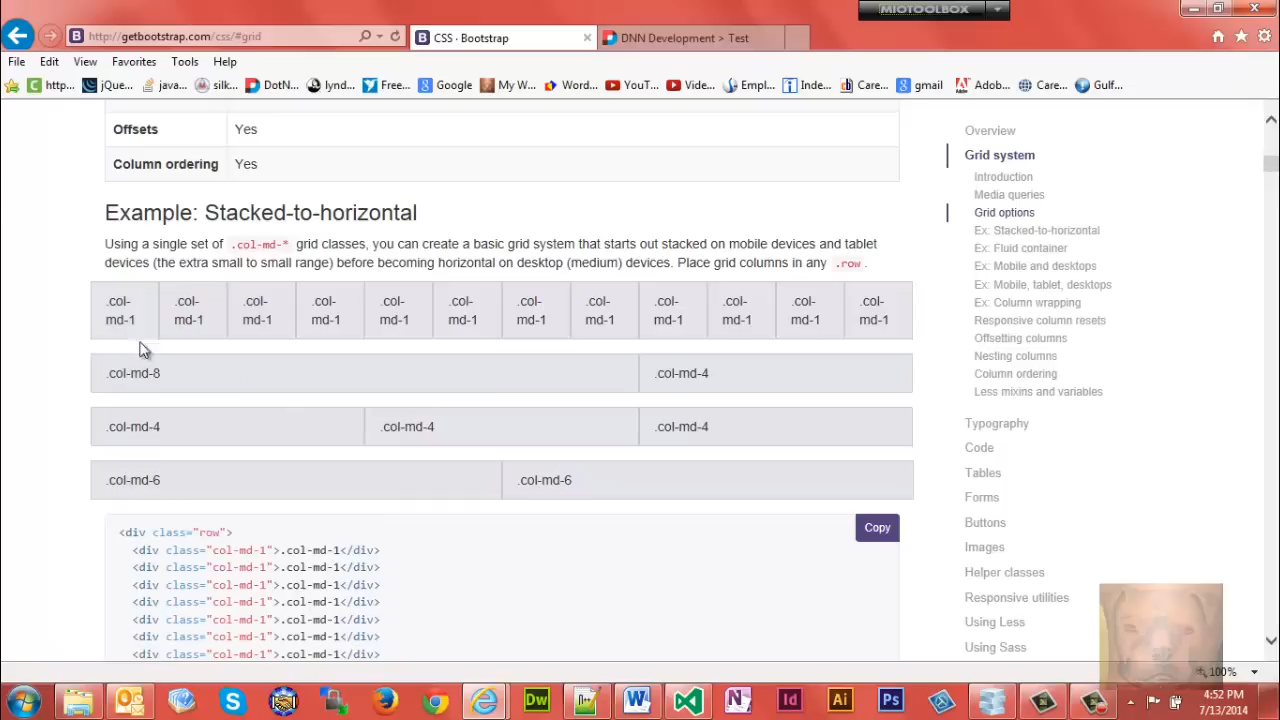 MIOTOOLBOX
http://getbootstrap.com/css/#grid
CSS · Bootstrap
DNN Development > Test
File Edit View Favorites Tools Help
http... jQue... java... silk... DotN... lynd... Free... Google My W... Word... YouT... Vide... Empl... Inde... Care... gmail Adob... Care... Gulf...
Offsets Yes
Column ordering Yes
Example: Stacked-to-horizontal
Using a single set of .col-md-* grid classes, you can create a basic grid system that starts out stacked on mobile devices and tablet
devices (the extra small to small range) before becoming horizontal on desktop (medium) devices. Place grid columns in any .row.
.col- .col- .col- .col- .col- .col- .col- .col- .col- .col- .col- .col-
md-1 md-1 md-1 md-1 md-1 md-1 md-1 md-1 md-1 md-1 md-1 md-1
.col-md-8 .col-md-4
.col-md-4 .col-md-4 .col-md-4
.col-md-6 .col-md-6
Copy
<div class="row">
<div class="col-md-1">.col-md-1</div>
<div class="col-md-1">.col-md-1</div>
<div class="col-md-1">.col-md-1</div>
<div class="col-md-1">.col-md-1</div>
<div class="col-md-1">.col-md-1</div>
<div class="col-md-1">.col-md-1</div>
<div class="col-md-1">.col-md-1</div>
Overview
Grid system
Introduction
Media queries
Grid options
Ex: Stacked-to-horizontal
Ex: Fluid container
Ex: Mobile and desktops
Ex: Mobile, tablet, desktops
Ex: Column wrapping
Responsive column resets
Offsetting columns
Nesting columns
Column ordering
Less mixins and variables
Typography
Code
Tables
Forms
Buttons
Images
Helper classes
Responsive utilities
Using Less
Using Sass
100%
Dw
W
N
Id
Ai
Ps
4:52 PM
7/13/2014